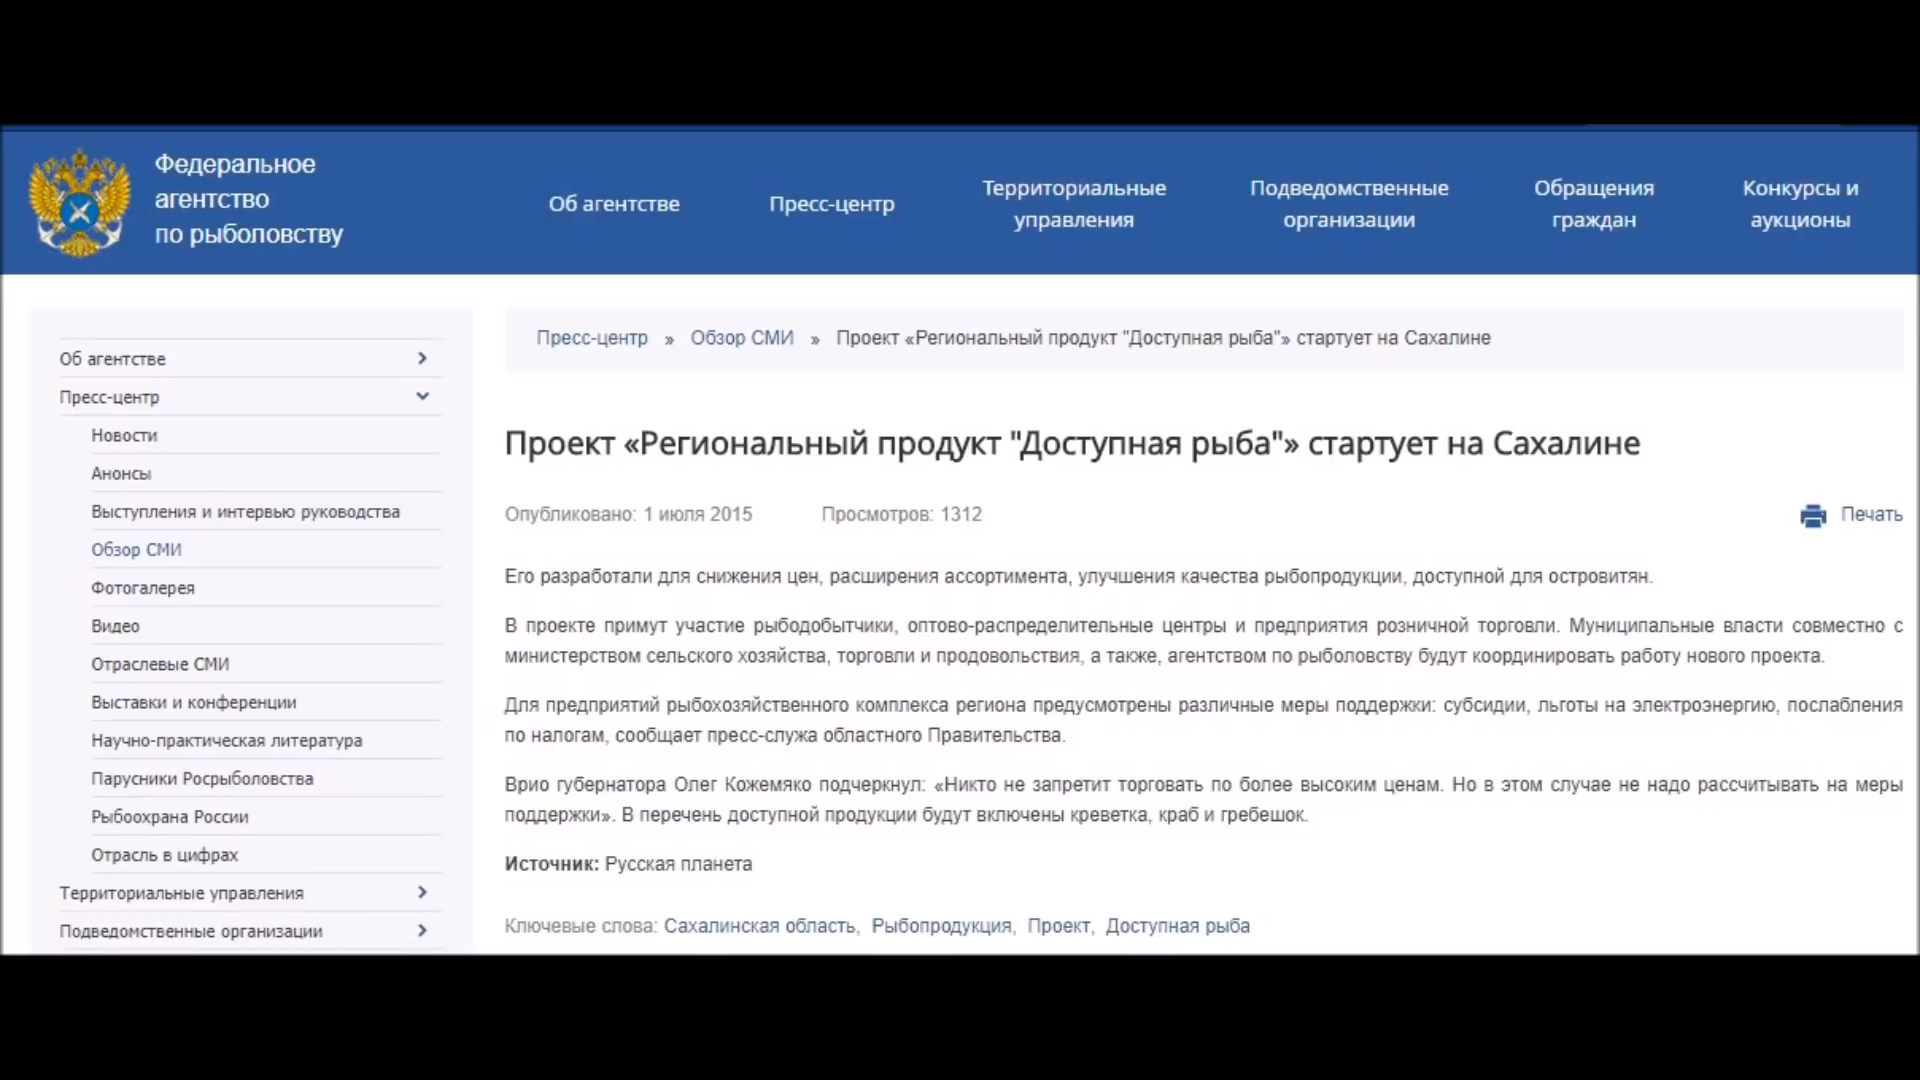 Федеральное
агентство
по рыболовству
Об агентстве
Пресс-центр
Территориальные
управления
Подведомственные
организации
Обращения
граждан
Конкурсы и
аукционы
Об агентстве
Пресс-центр
Новости
Анонсы
Выступления и интервью руководства
Обзор СМИ
Фотогалерея
Видео
Отраслевые СМИ
Выставки и конференции
Научно-практическая литература
Парусники Росрыболовства
Рыбоохрана России
Отрасль в цифрах
Территориальные управления
Подведомственные организации
Пресс-центр » Обзор СМИ » Проект «Региональный продукт "Доступная рыба"» стартует на Сахалине
Проект «Региональный продукт "Доступная рыба"» стартует на Сахалине
Опубликовано: 1 июля 2015 Просмотров: 1312 Печать
Его разработали для снижения цен, расширения ассортимента, улучшения качества рыбопродукции, доступной для островитян.
В проекте примут участие рыбодобытчики, оптово-распределительные центры и предприятия розничной торговли. Муниципальные власти совместно с
министерством сельского хозяйства, торговли и продовольствия, а также, агентством по рыболовству будут координировать работу нового проекта.
Для предприятий рыбохозяйственного комплекса региона предусмотрены различные меры поддержки: субсидии, льготы на электроэнергию, послабления
по налогам, сообщает пресс-служа областного Правительства.
Врио губернатора Олег Кожемяко подчеркнул: «Никто не запретит торговать по более высоким ценам. Но в этом случае не надо рассчитывать на меры
поддержки». В перечень доступной продукции будут включены креветка, краб и гребешок.
Источник: Русская планета
Ключевые слова: Сахалинская область, Рыбопродукция, Проект, Доступная рыба